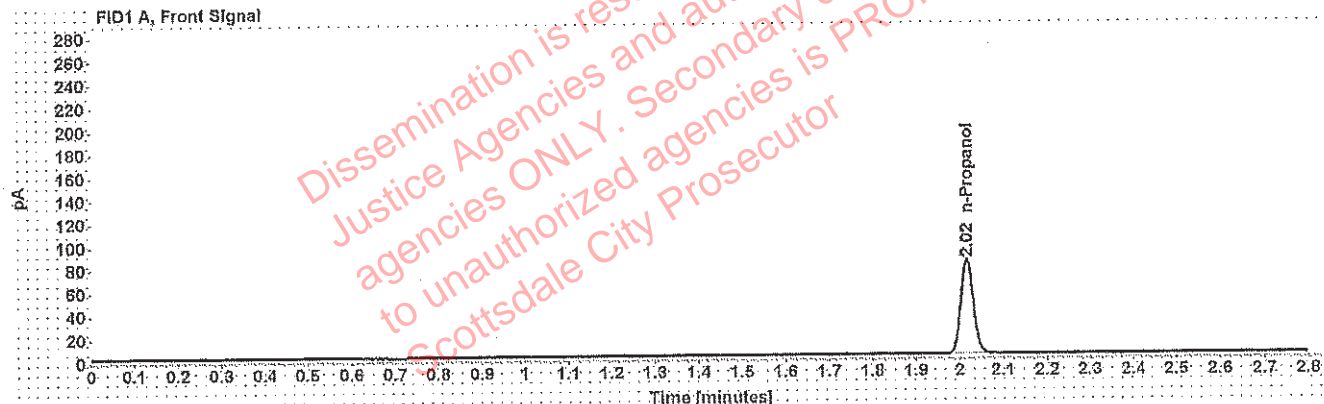 FID1 A, Front Signal
280
260
240
220
200
180
160
140
120
100
80
60
40
20
0
pA
2.02 n-Propanol
0 0.1 0.2 0.3 0.4 0.5 0.6 0.7 0.8 0.9 1 1.1 1.2 1.3 1.4 1.5 1.6 1.7 1.8 1.9 2 2.1 2.2 2.3 2.4 2.5 2.6 2.7 2.8
Time [minutes]
Dissemination is
Justice Agencies and
agencies ONLY. Secondary
to unauthorized agencies is
Scottsdale City Prosecutor